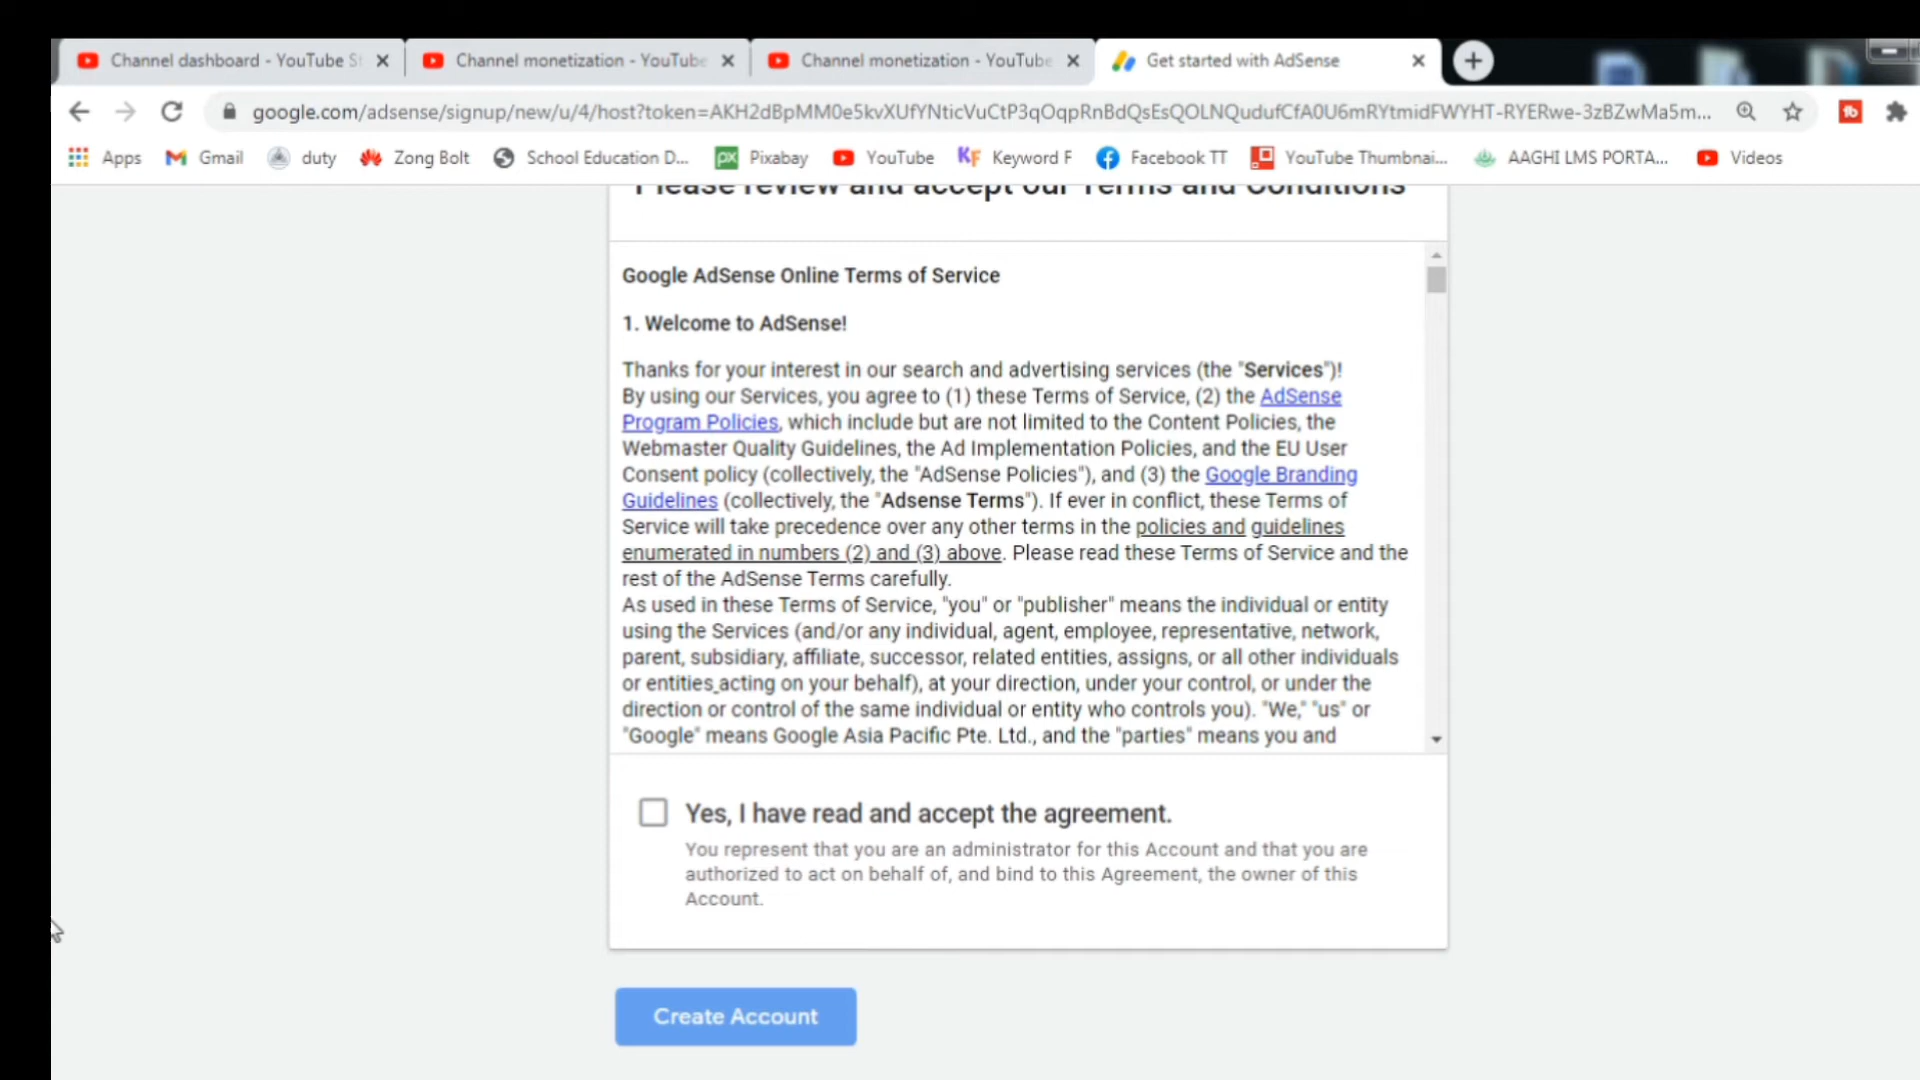 Channel dashboard - YouTube St
Channel monetization - YouTube
Channel monetization - YouTube
Get started with AdSense
google.com/adsense/signup/new/u/4/host?token=AKH2dBpMM0e5kvXUfYNticVuCtP3qOqpRnBdQsEsQOLNQudufCfA0U6mRYtmidFWYHT-RYERwe-3zBZwMa5m...
Apps
Gmail
duty
Zong Bolt
School Education D...
px
Pixabay
YouTube
KF
Keyword F
Facebook TT
YouTube Thumbnai...
AAGHI LMS PORTA...
Videos
Please review and accept our Terms and Conditions
Google AdSense Online Terms of Service
1. Welcome to AdSense!
Thanks for your interest in our search and advertising services (the "Services")!
By using our Services, you agree to (1) these Terms of Service, (2) the AdSense
Program Policies, which include but are not limited to the Content Policies, the
Webmaster Quality Guidelines, the Ad Implementation Policies, and the EU User
Consent policy (collectively, the "AdSense Policies"), and (3) the Google Branding
Guidelines (collectively, the "Adsense Terms"). If ever in conflict, these Terms of
Service will take precedence over any other terms in the policies and guidelines
enumerated in numbers (2) and (3) above. Please read these Terms of Service and the
rest of the AdSense Terms carefully.
As used in these Terms of Service, "you" or "publisher" means the individual or entity
using the Services (and/or any individual, agent, employee, representative, network,
parent, subsidiary, affiliate, successor, related entities, assigns, or all other individuals
or entities acting on your behalf), at your direction, under your control, or under the
direction or control of the same individual or entity who controls you). "We," "us" or
"Google" means Google Asia Pacific Pte. Ltd., and the "parties" means you and
Yes, I have read and accept the agreement.
You represent that you are an administrator for this Account and that you are
authorized to act on behalf of, and bind to this Agreement, the owner of this
Account.
Create Account